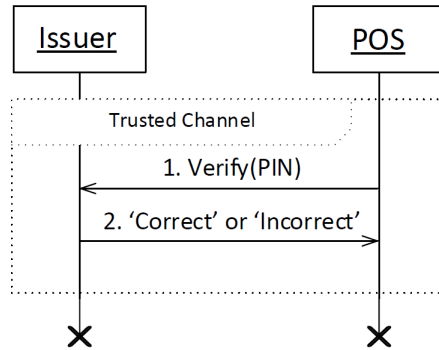 Issuer
POS
Trusted Channel
1. Verify(PIN)
2. ‘Correct’ or ‘Incorrect’